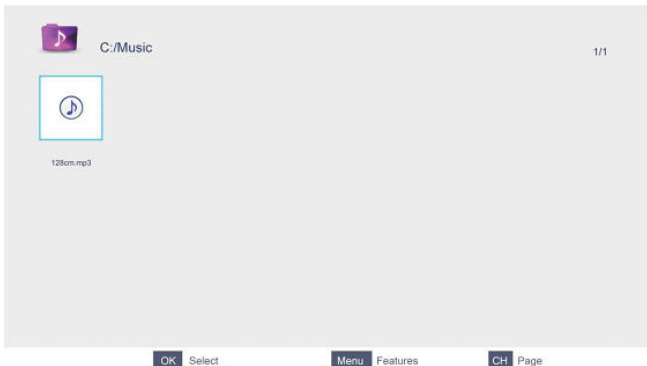 C:/Music
1/1
128cm.mp3
OK Select
Menu Features
CH Page